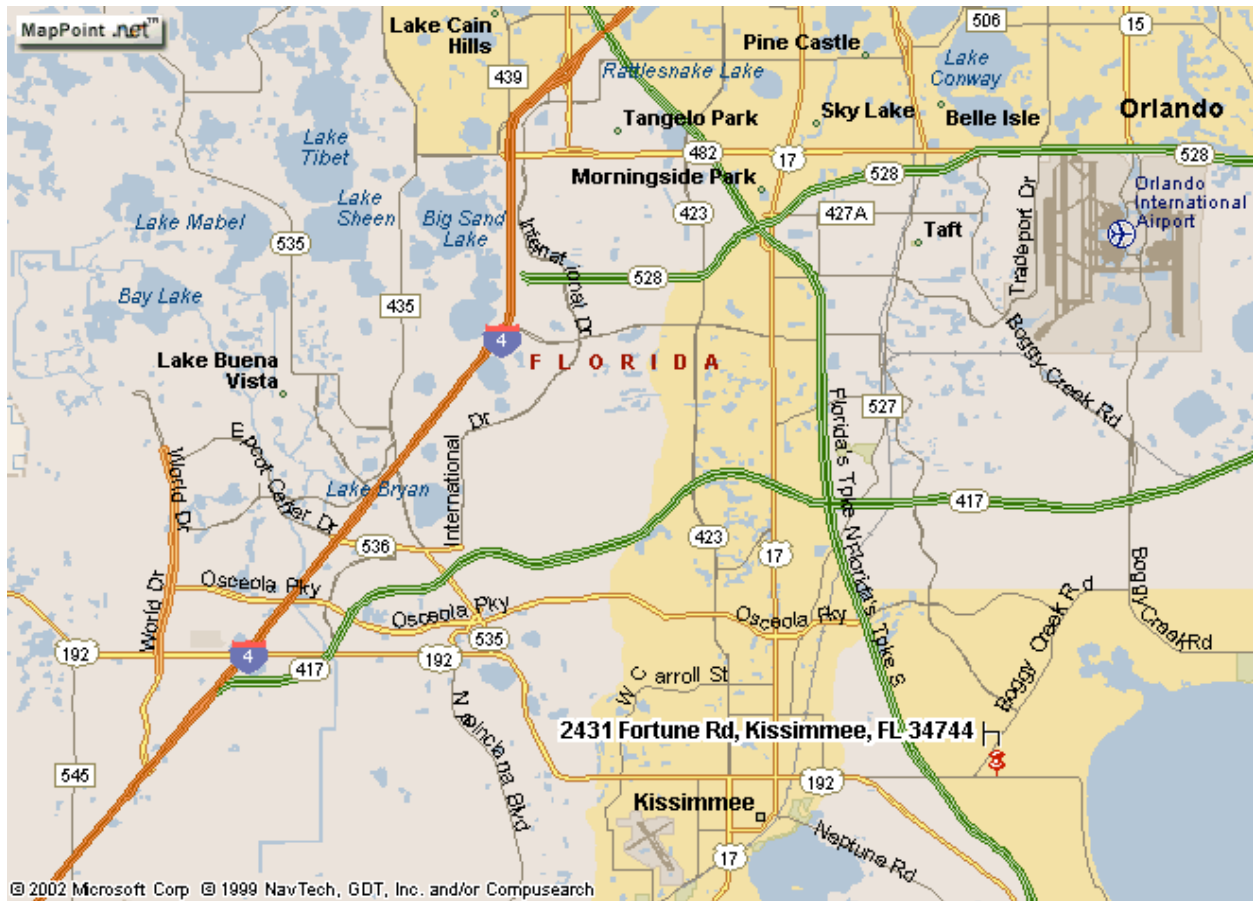 MapPoint .net™
Lake Cain
Hills
439
Pine Castle
506
15
Rattlesnake Lake
Lake
Conway
Tangelo Park
Sky Lake
Belle Isle
Orlando
Lake
Tibet
482
17
528
528
Morningside Park
Orlando
International
Airport
Lake
Sheen
Lake Mabel
Big Sand
Lake
423
427A
Taft
Tradeport Dr
535
International Dr
528
Bay Lake
435
4
Boggy Creek Rd
Lake Buena
Vista
FLORIDA
Florida's Tpke N
527
Epcot Center Dr
International Dr
World Dr
Lake Bryan
417
536
423
17
Florida's Tpke S
Boggy Creek Rd
Osceola Pky
Osceola Pky
Osceola Pky
Boggy Creek Rd
World Dr
192
4
417
192
535
W Carroll St
N Poinciana Blvd
2431 Fortune Rd, Kissimmee, FL 34744
545
192
Kissimmee
17
Neptune Rd
© 2002 Microsoft Corp © 1999 NavTech, GDT, Inc. and/or Compusearch